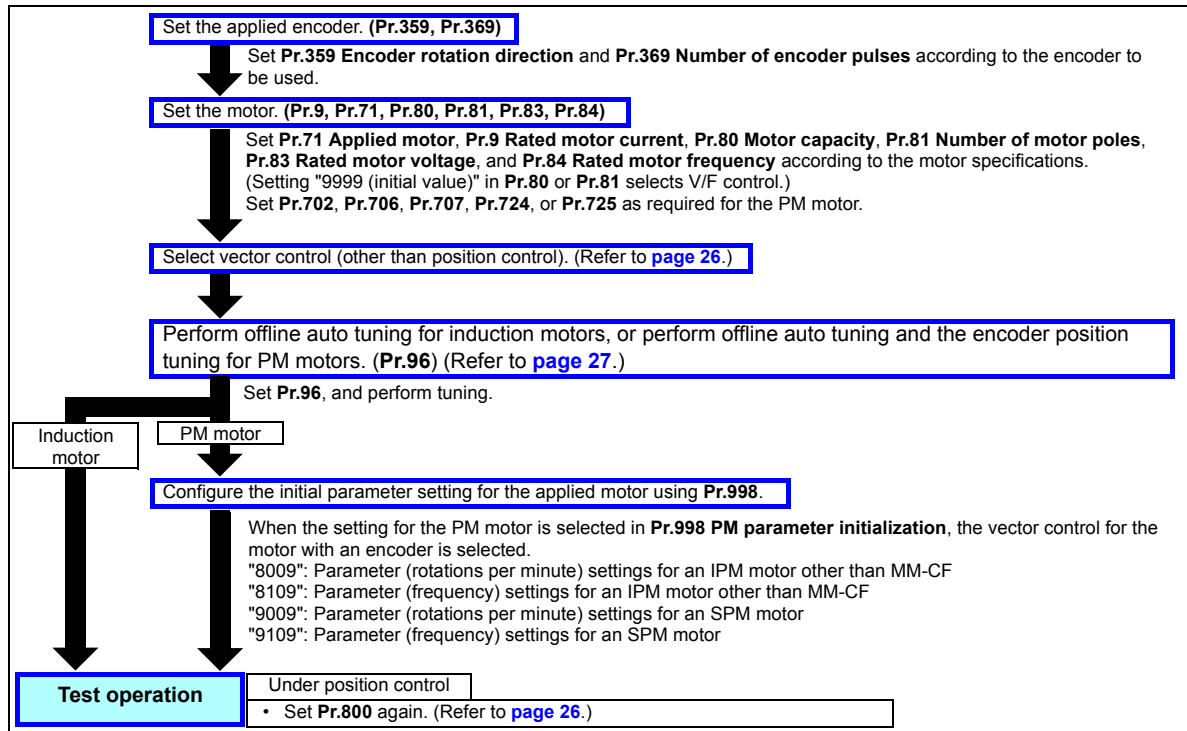 Set the applied encoder. (Pr.359, Pr.369)
Set Pr.359 Encoder rotation direction and Pr.369 Number of encoder pulses according to the encoder to
be used.
Set the motor. (Pr.9, Pr.71, Pr.80, Pr.81, Pr.83, Pr.84)
Set Pr.71 Applied motor, Pr.9 Rated motor current, Pr.80 Motor capacity, Pr.81 Number of motor poles,
Pr.83 Rated motor voltage, and Pr.84 Rated motor frequency according to the motor specifications.
(Setting "9999 (initial value)" in Pr.80 or Pr.81 selects V/F control.)
Set Pr.702, Pr.706, Pr.707, Pr.724, or Pr.725 as required for the PM motor.
Select vector control (other than position control). (Refer to page 26.)
Perform offline auto tuning for induction motors, or perform offline auto tuning and the encoder position
tuning for PM motors. (Pr.96) (Refer to page 27.)
Set Pr.96, and perform tuning.
Induction
motor
PM motor
Configure the initial parameter setting for the applied motor using Pr.998.
When the setting for the PM motor is selected in Pr.998 PM parameter initialization, the vector control for the
motor with an encoder is selected.
"8009": Parameter (rotations per minute) settings for an IPM motor other than MM-CF
"8109": Parameter (frequency) settings for an IPM motor other than MM-CF
"9009": Parameter (rotations per minute) settings for an SPM motor
"9109": Parameter (frequency) settings for an SPM motor
Test operation
Under position control
• Set Pr.800 again. (Refer to page 26.)